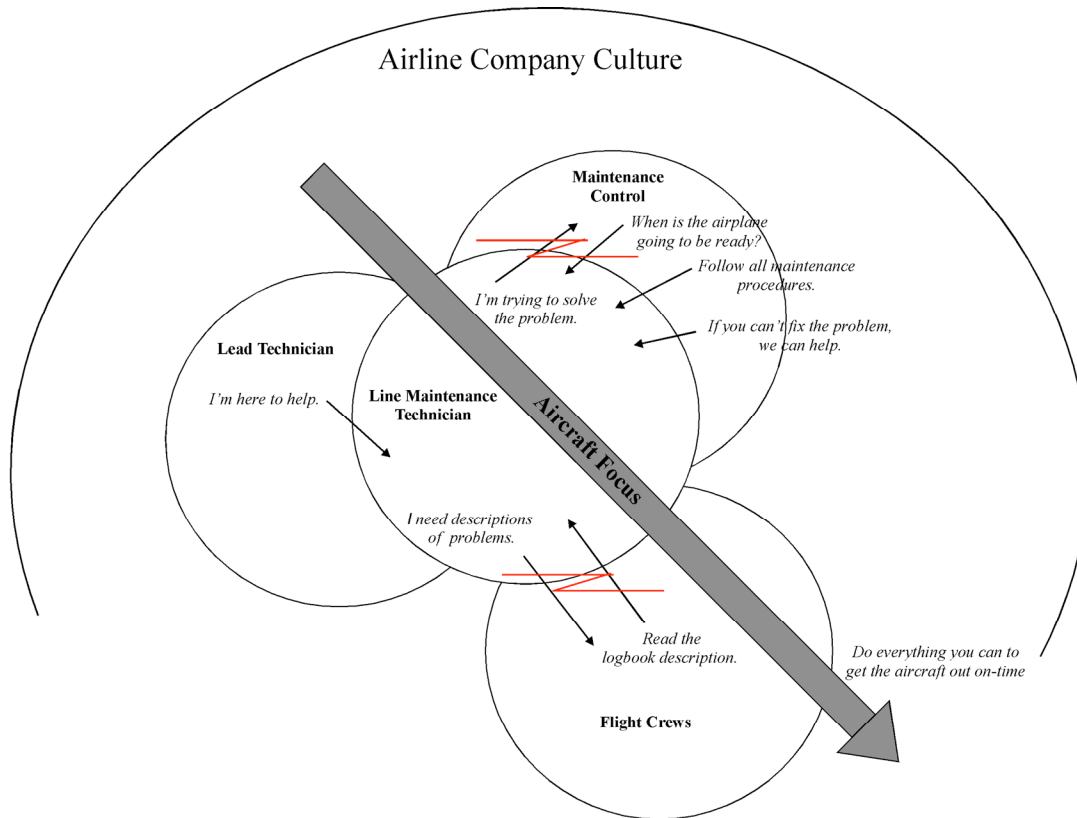 Airline Company Culture
Maintenance
Control
When is the airplane
going to be ready?
Follow all maintenance
procedures.
I’m trying to solve
the problem.
If you can’t fix the problem,
we can help.
Lead Technician
I’m here to help.
Line Maintenance
Technician
Aircraft Focus
I need descriptions
of problems.
Read the
logbook description.
Do everything you can to
get the aircraft out on-time
Flight Crews